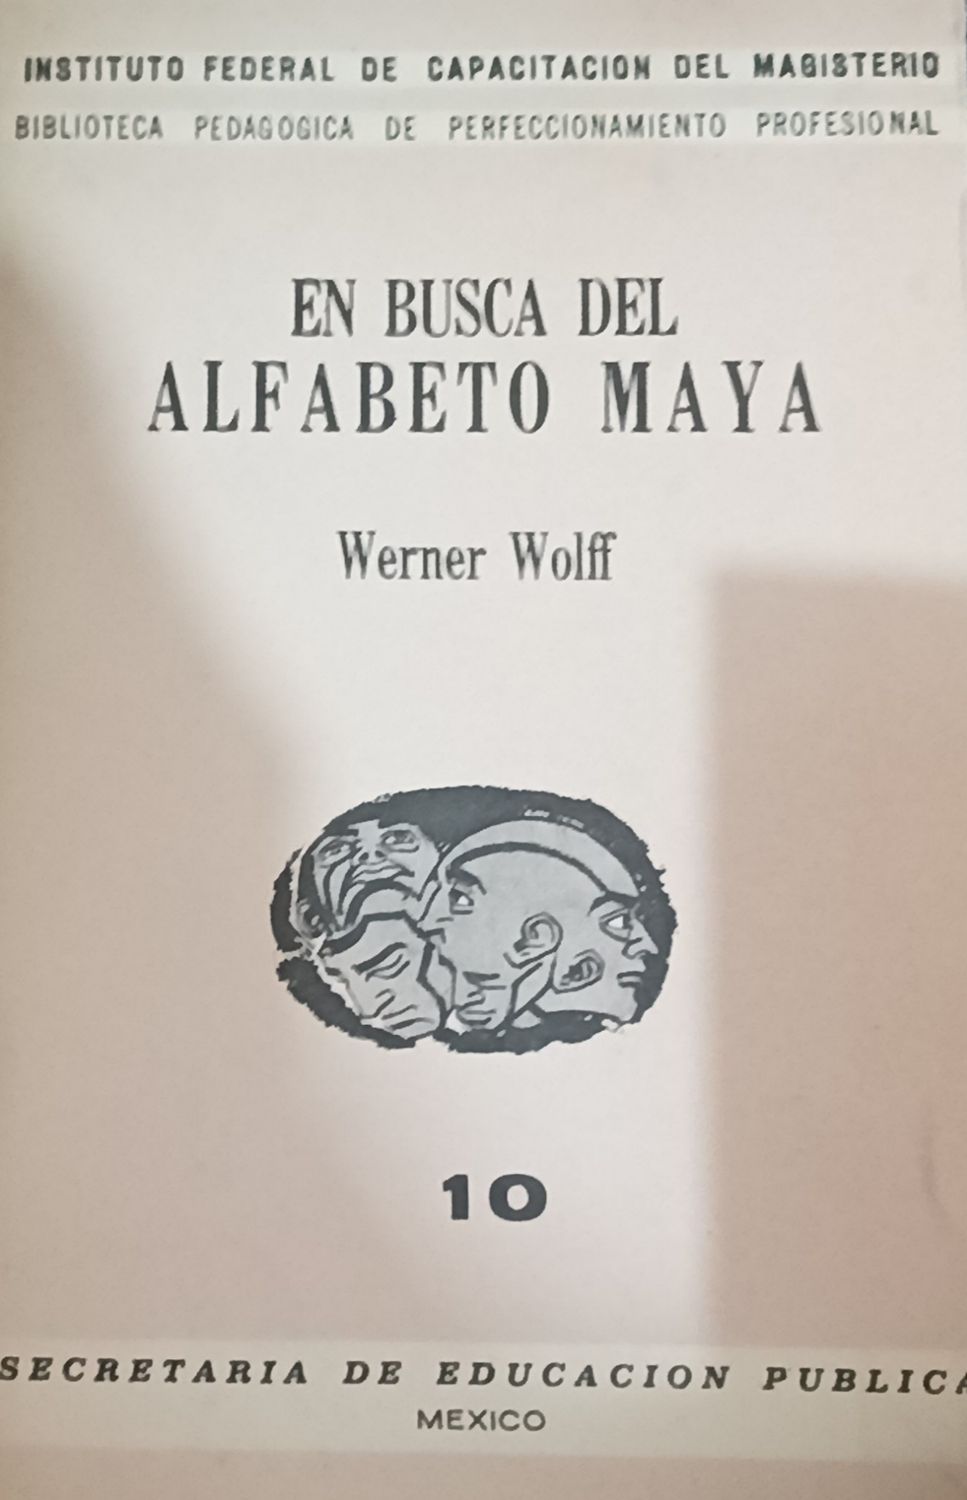 INSTITUTO FEDERAL DE CAPACITACION DEL MAGISTERIO
BIBLIOTECA PEDAGOGICA DE PERFECCIONAMIENTO PROFESIONAL
EN BUSCA DEL
ALFABETO MAYA
Werner Wolff
10
SECRETARIA DE EDUCACION PUBLICA
MEXICO